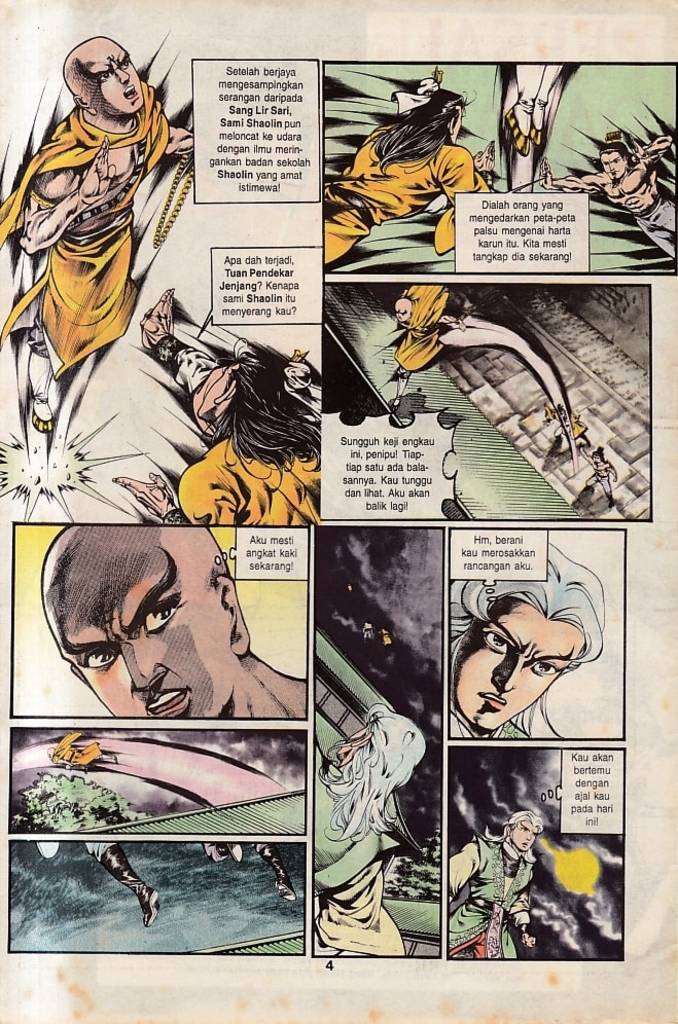 Setelah berjaya
mengesampingkan
serangan daripada
Sang Lir Sari,
Sami Shaolin pun
meloncat ke udara
dengan ilmu merin-
gankan badan sekolah
Shaolin yang amat
istimewa!
Dialah orang yang
mengedarkan peta-peta
palsu mengenai harta
karun itu. Kita mesti
tangkap dia sekarang!
Apa dah terjadi,
Tuan Pendekar
Jenjang? Kenapa
sami Shaolin itu
menyerang kau?
Sungguh keji engkau
ini, penipu! Tiap-
tiap satu ada bala-
sannya. Kau tunggu
dan lihat. Aku akan
balik lagi!
Aku mesti
angkat kaki
sekarang!
Hm, berani
kau merosakkan
rancangan aku.
Kau akan
bertemu
dengan
ajal kau
pada hari
ini!
4